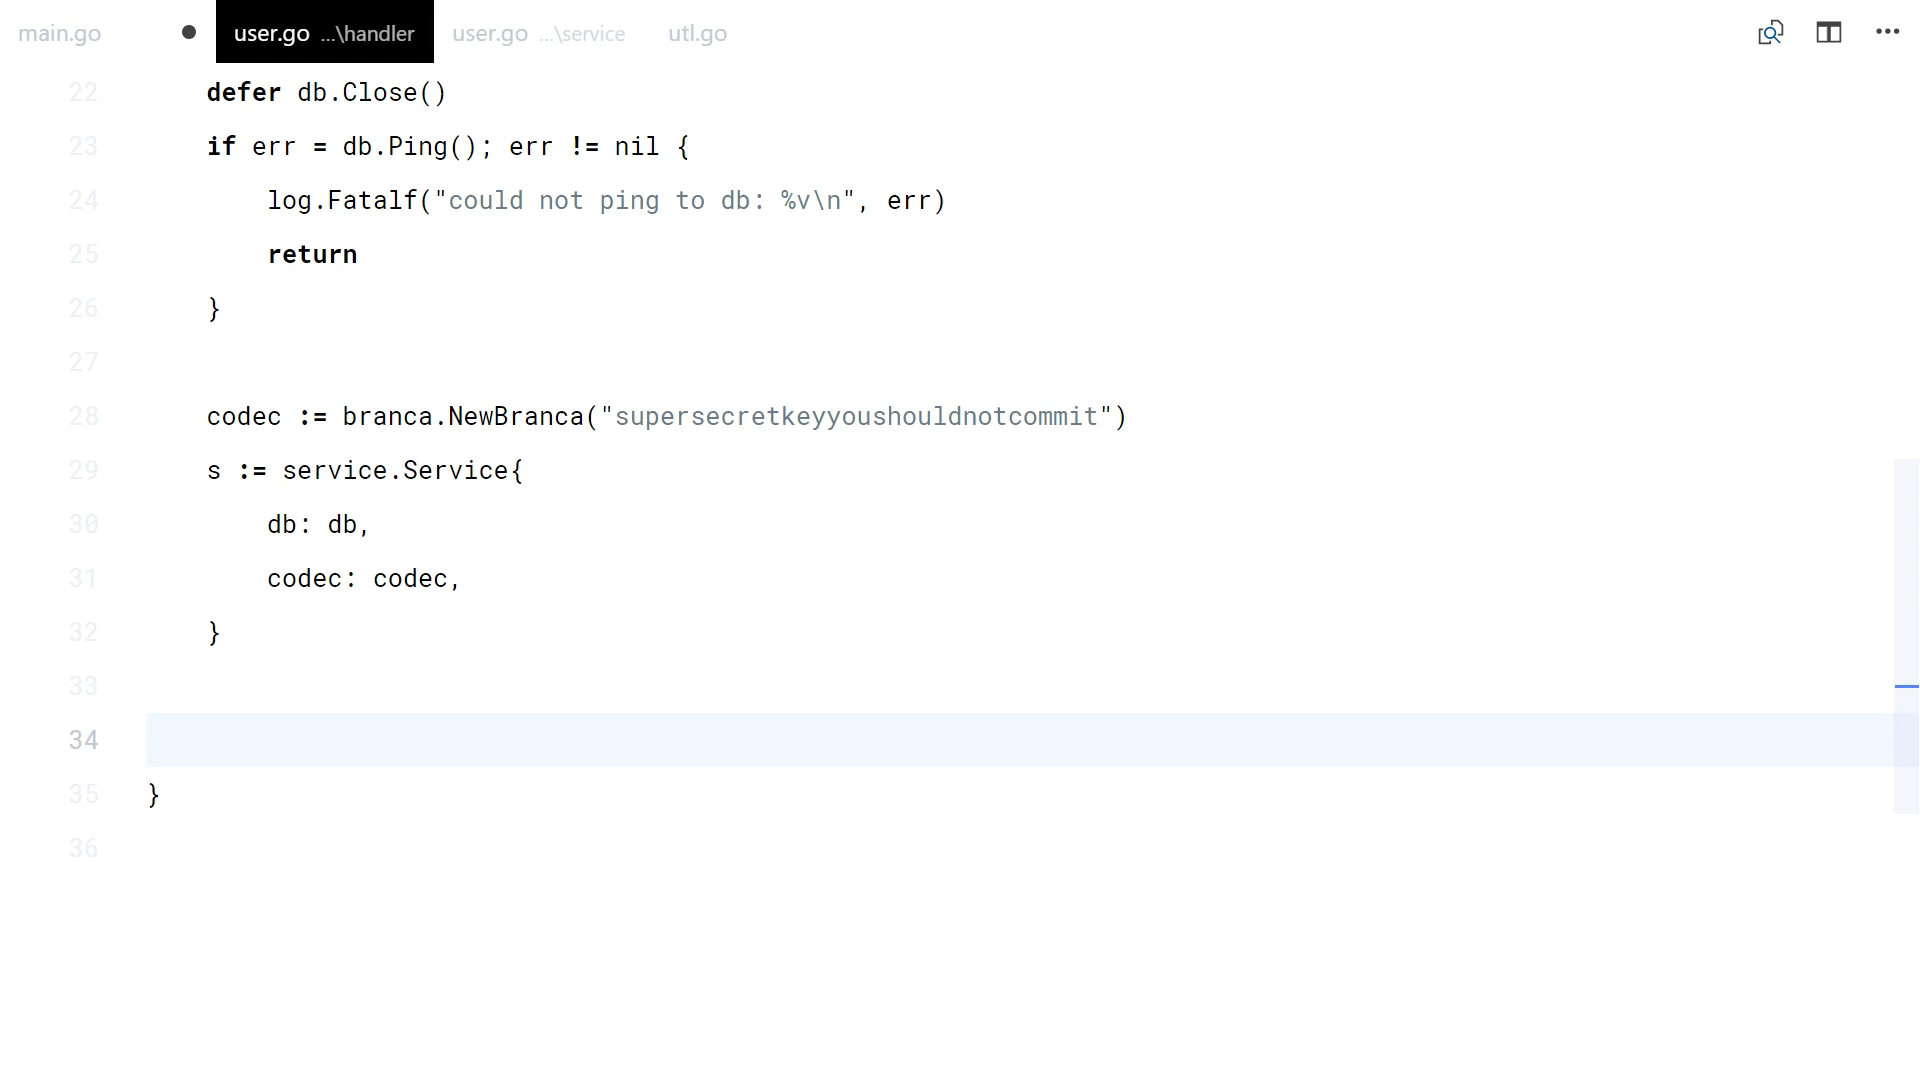 main.go user.go ...\handler user.go ...\service utl.go
22 defer db.Close()
23 if err = db.Ping(); err != nil {
24 log.Fatalf("could not ping to db: %v\n", err)
25 return
26 }
27
28 codec := branca.NewBranca("supersecretkeyyoushouldnotcommit")
29 s := service.Service{
30 db: db,
31 codec: codec,
32 }
33
34
35 }
36